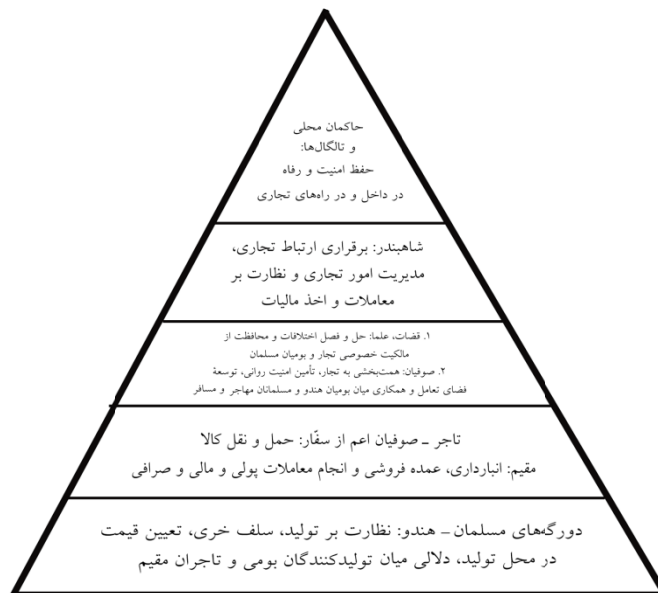 حاکمان محلی
و تالگال‌ها:
حفظ امنیت و رفاه
در داخل و در راه‌های تجاری
شاهبندر: برقراری ارتباط تجاری،
مدیریت امور تجاری و نظارت بر
معاملات و اخذ مالیات
۱. قضات، علما: حل و فصل اختلافات و محافظت از
مالکیت خصوصی تجار و بومیان مسلمان
۲. صوفیان: همت‌بخشی به تجار، تأمین امنیت روانی، توسعۀ
فضای تعامل و همکاری میان بومیان هندو و مسلمانان مهاجر و مسافر
تاجر ـ صوفیان اعم از سفّار: حمل و نقل کالا
مقیم: انبارداری، عمده فروشی و انجام معاملات پولی و مالی و صرافی
دورگه‌های مسلمان ـ هندو: نظارت بر تولید، سلف خری، تعیین قیمت
در محل تولید، دلالی میان تولیدکنندگان بومی و تاجران مقیم